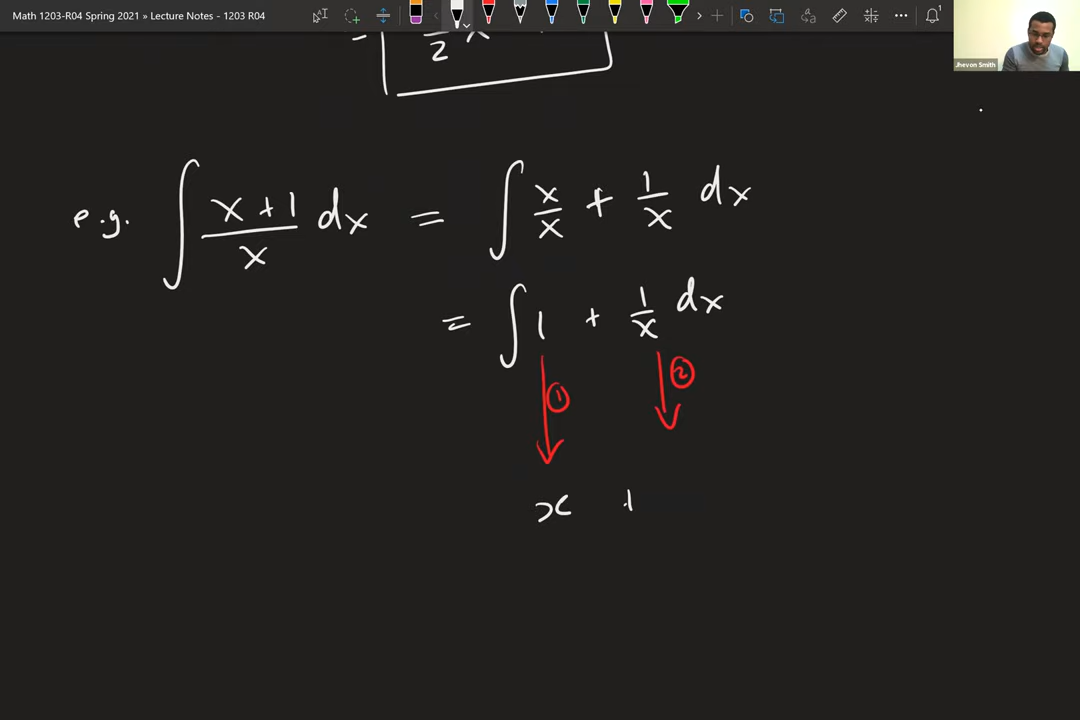 Math 1203-R04 Spring 2021 » Lecture Notes - 1203 R04
Jhevon Smith
e.g. ∫ x + 1 / x dx = ∫ x/x + 1/x dx
= ∫ 1 + 1/x dx
① ②
x +